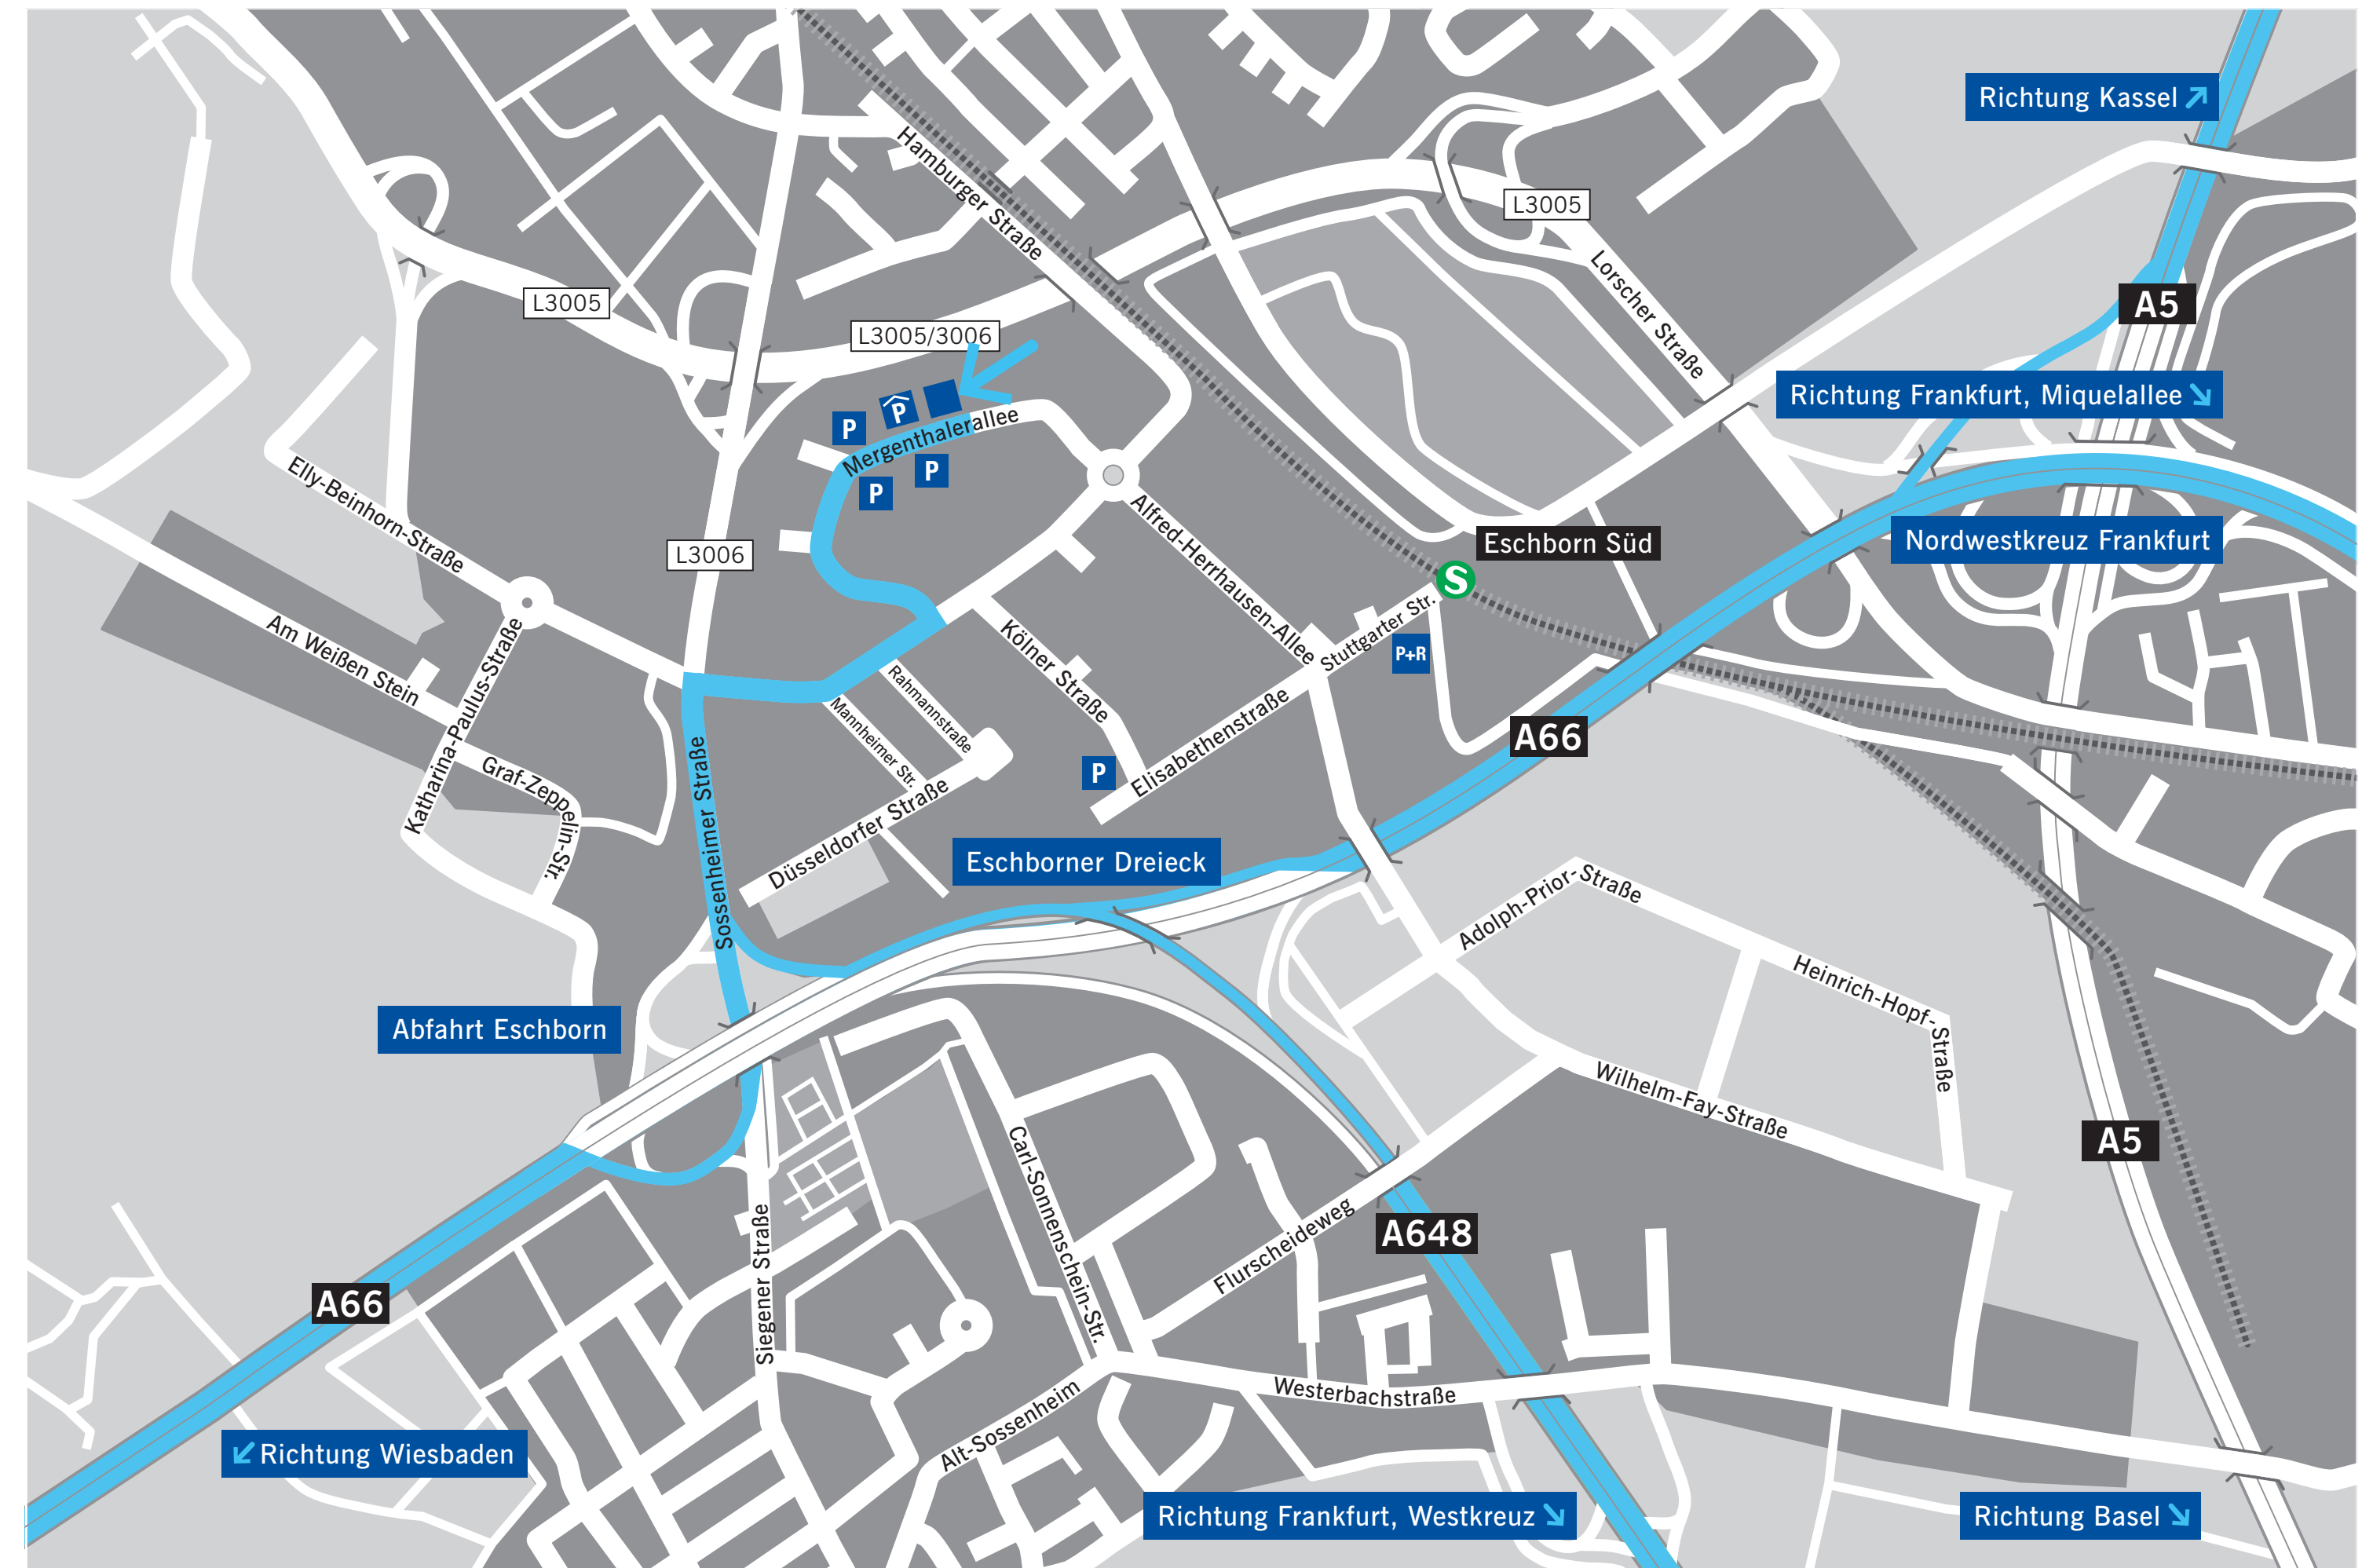 Richtung Kassel
Hamburger Straße
L3005
Lorscher Straße
L3005
A5
L3005/3006
Richtung Frankfurt, Miquelallee
P
P
Mergenthalerallee
P
P
Elly-Beinhorn-Straße
Alfred-Herrhausen-Allee
L3006
Eschborn Süd
Nordwestkreuz Frankfurt
S
Am Weißen Stein
Katharina-Paulus-Straße
Kölner Straße
Stuttgarter Str.
P+R
Rahmannstraße
Mannheimer Str.
Elisabethenstraße
A66
Sossenheimer Straße
Graf-Zeppelin-Str.
P
Düsseldorfer Straße
Eschborner Dreieck
Adolph-Prior-Straße
Heinrich-Hopf-Straße
Abfahrt Eschborn
Wilhelm-Fay-Straße
A5
Carl-Sonnenschein-Str.
Siegener Straße
Flurscheideweg
A648
A66
Westerbachstraße
Alt-Sossenheim
Richtung Wiesbaden
Richtung Frankfurt, Westkreuz
Richtung Basel